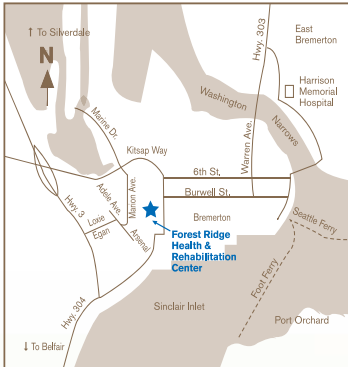 ↑ To Silverdale
N
Hwy. 303
East
Bremerton
Harrison
Memorial
Hospital
Washington
Narrows
Marine Dr.
Kitsap Way
Warren Ave.
6th St.
Burwell St.
Marion Ave.
Adele Ave.
Hwy. 3
Loxie
Egan
Arsenal
Bremerton
Seattle Ferry
Forest Ridge
Health &
Rehabilitation
Center
Foot Ferry
Sinclair Inlet
Port Orchard
Hwy. 304
↓ To Belfair